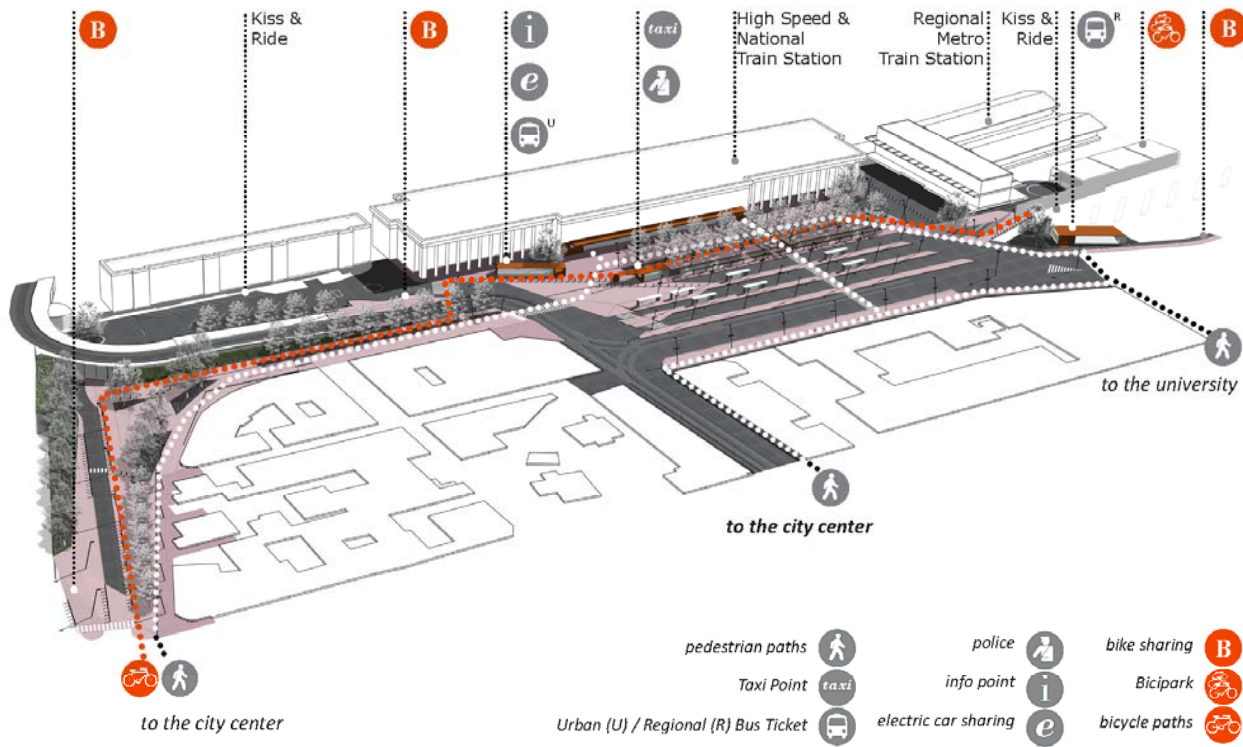 B
Kiss &
Ride
B
i
e
U
taxi
High Speed &
National
Train Station
Regional
Metro
Train Station
Kiss &
Ride
R
B
to the university
to the city center
to the city center
pedestrian paths
police
bike sharing
B
Taxi Point
taxi
info point
i
Bicipark
Urban (U) / Regional (R) Bus Ticket
electric car sharing
e
bicycle paths